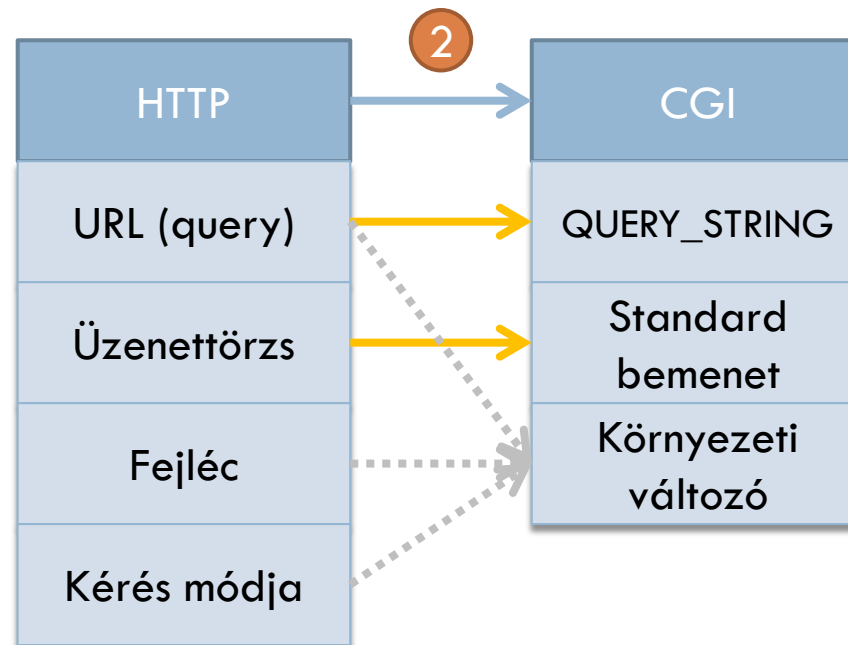 2
HTTP
CGI
URL (query)
QUERY_STRING
Üzenettörzs
Standard
bemenet
Fejléc
Környezeti
változó
Kérés módja